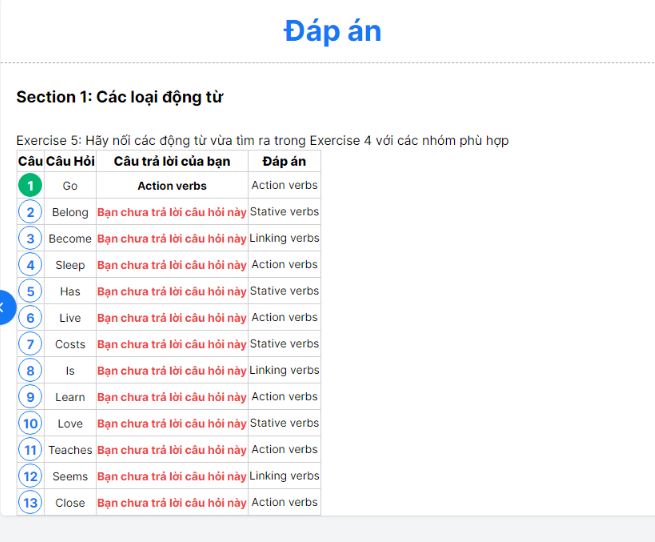 Đáp án
Section 1: Các loại động từ
Exercise 5: Hãy nối các động từ vừa tìm ra trong Exercise 4 với các nhóm phù hợp
Câu Câu Hỏi Câu trả lời của bạn Đáp án
1 Go Action verbs Action verbs
2 Belong Bạn chưa trả lời câu hỏi này Stative verbs
3 Become Bạn chưa trả lời câu hỏi này Linking verbs
4 Sleep Bạn chưa trả lời câu hỏi này Action verbs
5 Has Bạn chưa trả lời câu hỏi này Stative verbs
6 Live Bạn chưa trả lời câu hỏi này Action verbs
7 Costs Bạn chưa trả lời câu hỏi này Stative verbs
8 Is Bạn chưa trả lời câu hỏi này Linking verbs
9 Learn Bạn chưa trả lời câu hỏi này Action verbs
10 Love Bạn chưa trả lời câu hỏi này Stative verbs
11 Teaches Bạn chưa trả lời câu hỏi này Action verbs
12 Seems Bạn chưa trả lời câu hỏi này Linking verbs
13 Close Bạn chưa trả lời câu hỏi này Action verbs